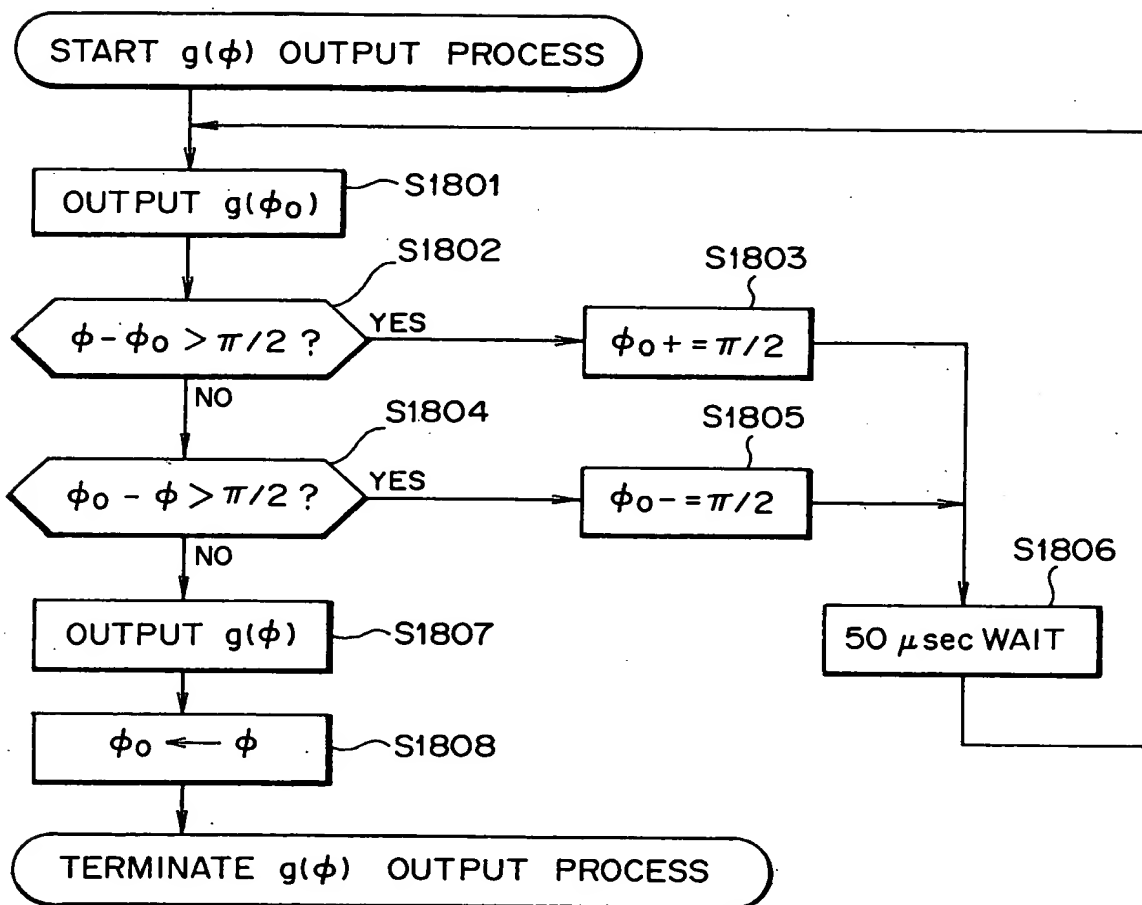 START g(ϕ) OUTPUT PROCESS
OUTPUT g(ϕ0)
S1801
S1802
ϕ-ϕ0 > π/2 ?
YES
S1803
ϕ0+=π/2
NO
S1804
ϕ0-ϕ > π/2 ?
YES
S1805
ϕ0-=π/2
NO
S1806
50 μsec WAIT
OUTPUT g(ϕ)
S1807
ϕ0 ← ϕ
S1808
TERMINATE g(ϕ) OUTPUT PROCESS